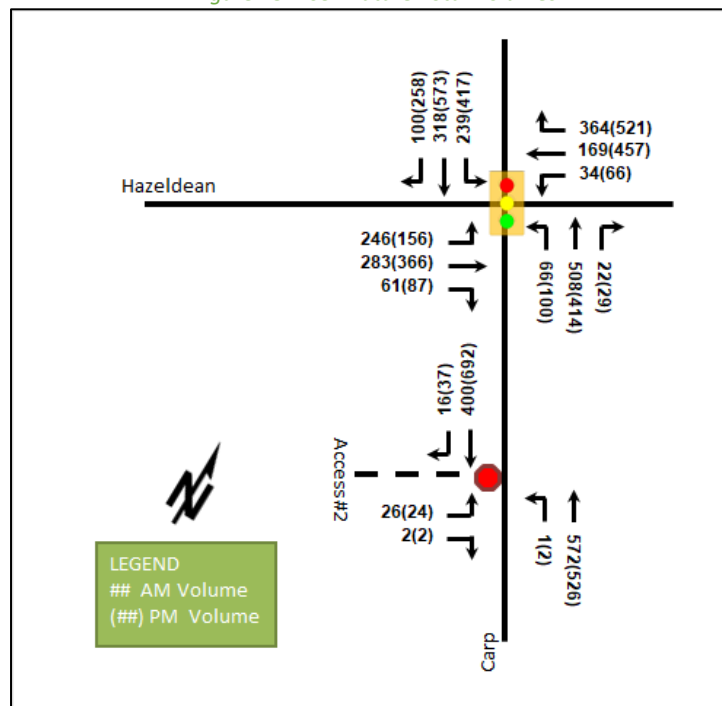 100(258)
318(573)
239(417)
364(521)
169(457)
34(66)
Hazeldean
246(156)
283(366)
61(87)
66(100)
508(414)
22(29)
16(37)
400(692)
Access#2
26(24)
2(2)
1(2)
572(526)
N
LEGEND
## AM Volume
(##) PM Volume
Carp